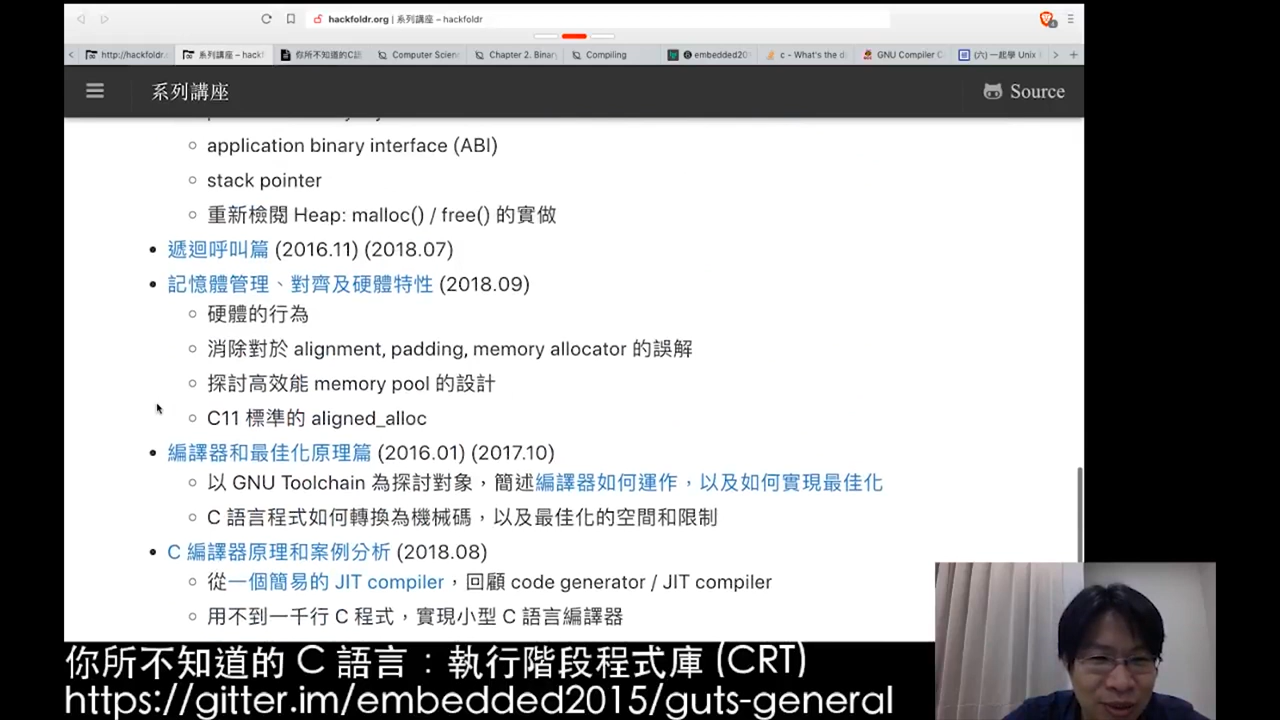 hackfoldr.org | 系列講座 – hackfoldr
http://hackfoldr.
系列講座 – hackf
你所不知道的C語
Computer Scien
Chapter 2. Binar
Compiling
embedded20
c - What's the d
GNU Compiler C
(六) 一起學 Unix
系列講座
Source
application binary interface (ABI)
stack pointer
重新檢閱 Heap: malloc() / free() 的實做
遞迴呼叫篇 (2016.11) (2018.07)
記憶體管理、對齊及硬體特性 (2018.09)
硬體的行為
消除對於 alignment, padding, memory allocator 的誤解
探討高效能 memory pool 的設計
C11 標準的 aligned_alloc
編譯器和最佳化原理篇 (2016.01) (2017.10)
以 GNU Toolchain 為探討對象，簡述編譯器如何運作，以及如何實現最佳化
C 語言程式如何轉換為機械碼，以及最佳化的空間和限制
C 編譯器原理和案例分析 (2018.08)
從一個簡易的 JIT compiler，回顧 code generator / JIT compiler
用不到一千行 C 程式，實現小型 C 語言編譯器
你所不知道的 C 語言：執行階段程式庫 (CRT)
https://gitter.im/embedded2015/guts-general